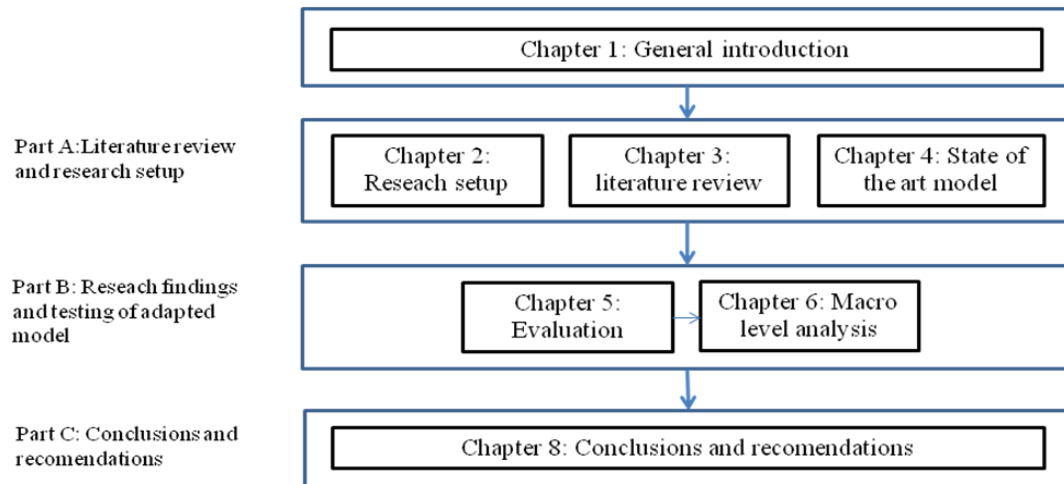 Chapter 1: General introduction
Part A:Literature review
and research setup
Chapter 2:
Reseach setup
Chapter 3:
literature review
Chapter 4: State of
the art model
Part B: Reseach findings
and testing of adapted
model
Chapter 5:
Evaluation
Chapter 6: Macro
level analysis
Part C: Conclusions and
recomendations
Chapter 8: Conclusions and recomendations